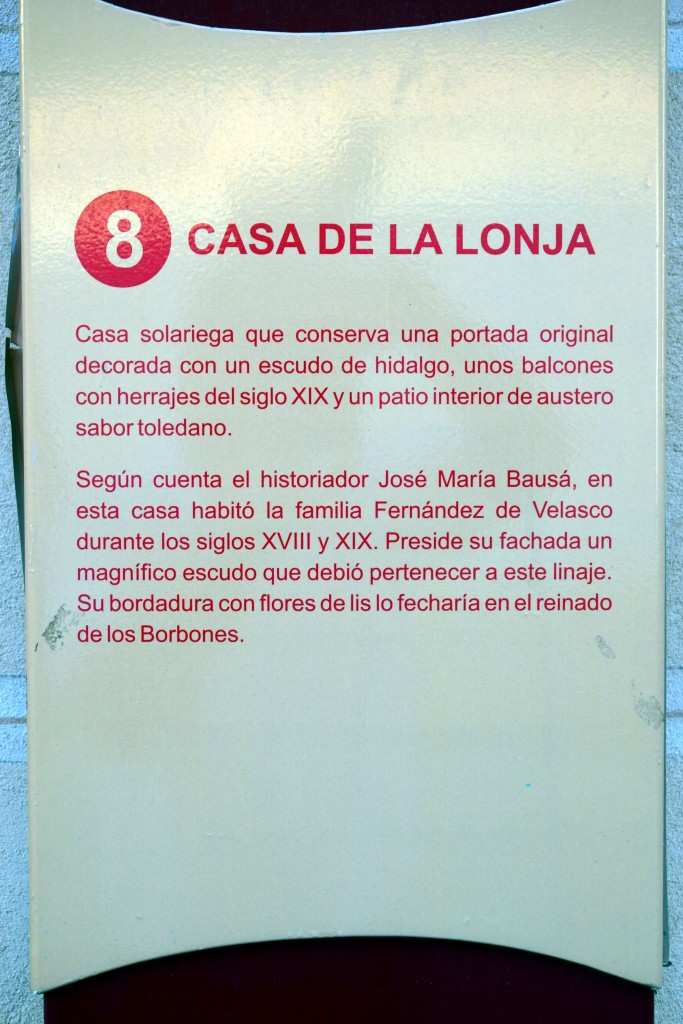 8 CASA DE LA LONJA
Casa solariega que conserva una portada original
decorada con un escudo de hidalgo, unos balcones
con herrajes del siglo XIX y un patio interior de austero
sabor toledano.
Según cuenta el historiador José María Bausá, en
esta casa habitó la familia Fernández de Velasco
durante los siglos XVIII y XIX. Preside su fachada un
magnífico escudo que debió pertenecer a este linaje.
Su bordadura con flores de lis lo fecharía en el reinado
de los Borbones.